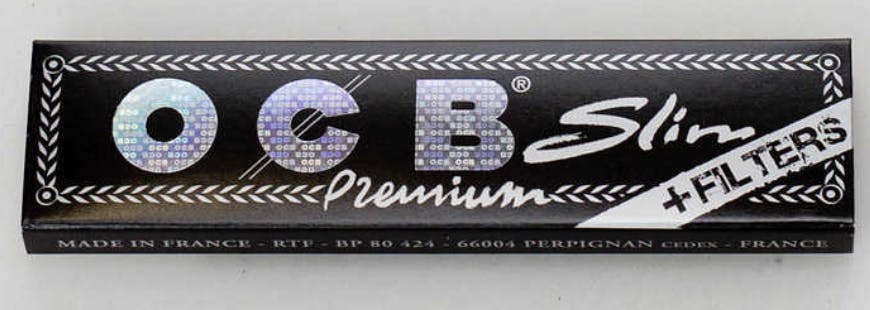 OCB® Slim
Premium
+FILTERS
MADE IN FRANCE - RTF - BP 80 424 - 66004 PERPIGNAN CEDEX - FRANCE